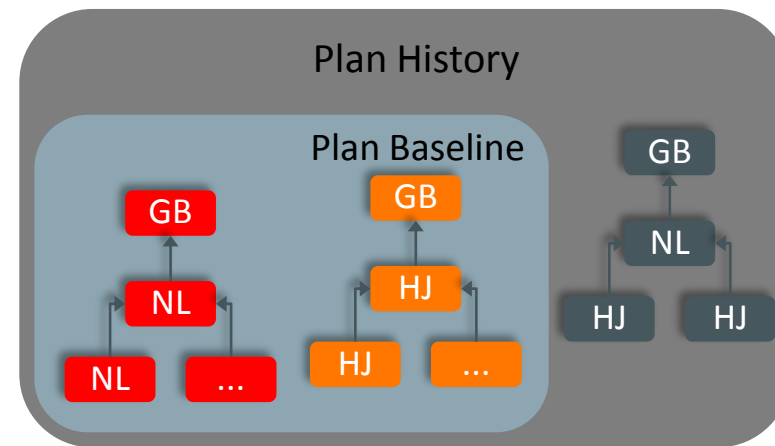 Plan History
Plan Baseline
GB
NL
NL
...
GB
HJ
HJ
...
GB
NL
HJ
HJ